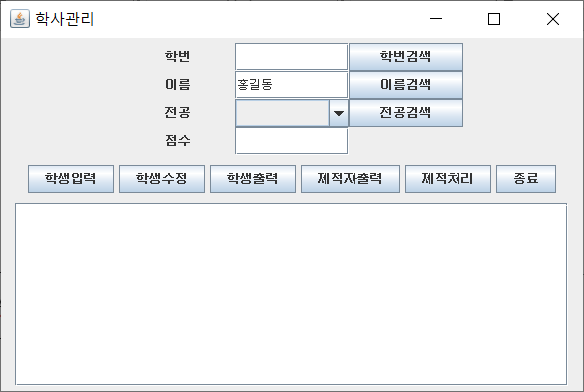 학사관리
학번 학번검색
이름 홍길동 이름검색
전공 전공검색
점수
학생입력 학생수정 학생출력 제적자출력 제적처리 종료